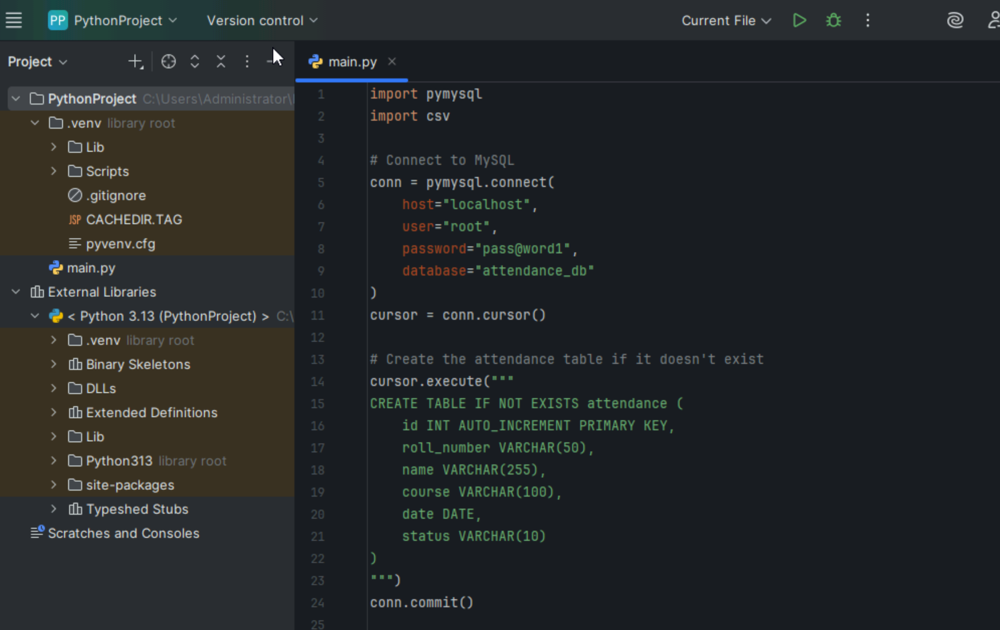 PP PythonProject Version control Current File
Project
PythonProject C:\Users\Administrator\
.venv library root
Lib
Scripts
.gitignore
JSP CACHEDIR.TAG
pyvenv.cfg
main.py
External Libraries
< Python 3.13 (PythonProject) > C:\
.venv library root
Binary Skeletons
DLLs
Extended Definitions
Lib
Python313 library root
site-packages
Typeshed Stubs
Scratches and Consoles
main.py
1 import pymysql
2 import csv
3
4 # Connect to MySQL
5 conn = pymysql.connect(
6     host="localhost",
7     user="root",
8     password="pass@word1",
9     database="attendance_db"
10 )
11 cursor = conn.cursor()
12
13 # Create the attendance table if it doesn't exist
14 cursor.execute("""
15 CREATE TABLE IF NOT EXISTS attendance (
16     id INT AUTO_INCREMENT PRIMARY KEY,
17     roll_number VARCHAR(50),
18     name VARCHAR(255),
19     course VARCHAR(100),
20     date DATE,
21     status VARCHAR(10)
22 )
23 """)
24 conn.commit()
25